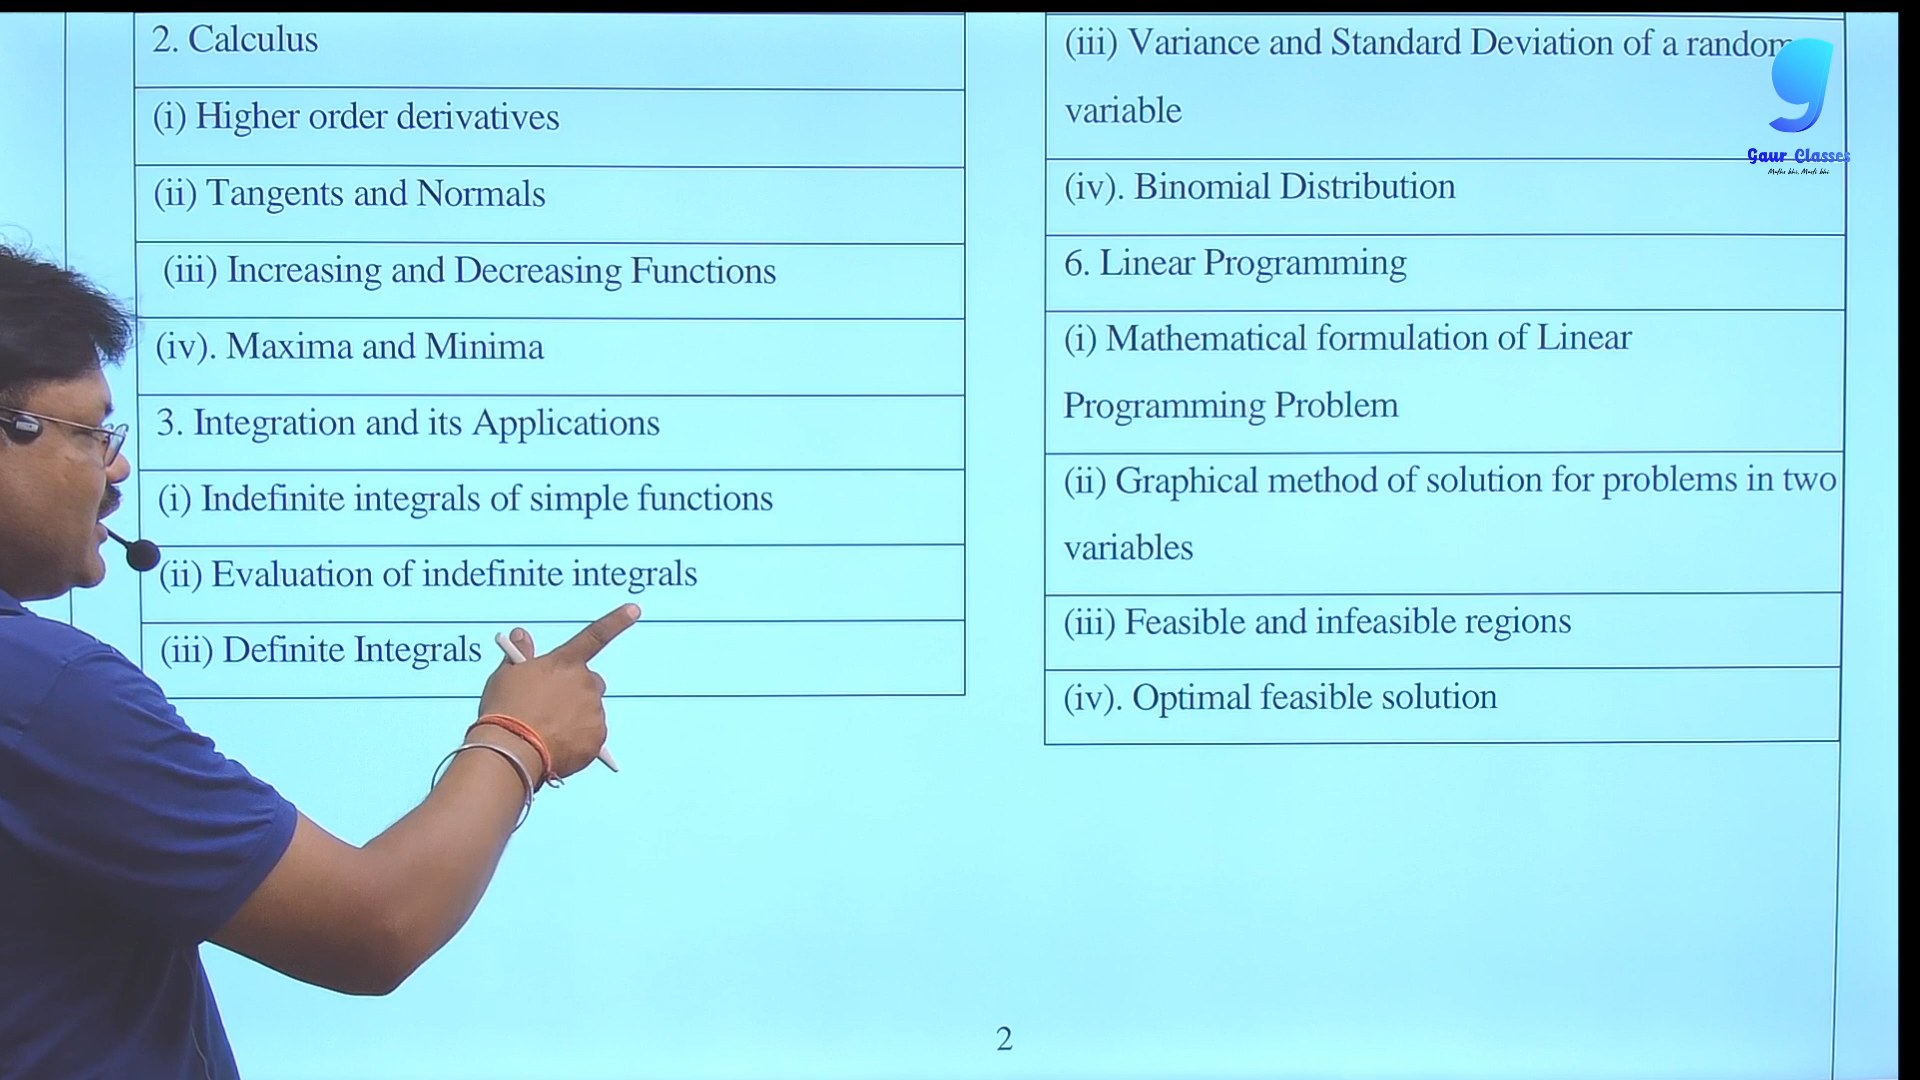 2. Calculus
(i) Higher order derivatives
(ii) Tangents and Normals
(iii) Increasing and Decreasing Functions
(iv). Maxima and Minima
3. Integration and its Applications
(i) Indefinite integrals of simple functions
(ii) Evaluation of indefinite integrals
(iii) Definite Integrals
(iii) Variance and Standard Deviation of a random
variable
(iv). Binomial Distribution
6. Linear Programming
(i) Mathematical formulation of Linear
Programming Problem
(ii) Graphical method of solution for problems in two
variables
(iii) Feasible and infeasible regions
(iv). Optimal feasible solution
2
g
Gaur Classes